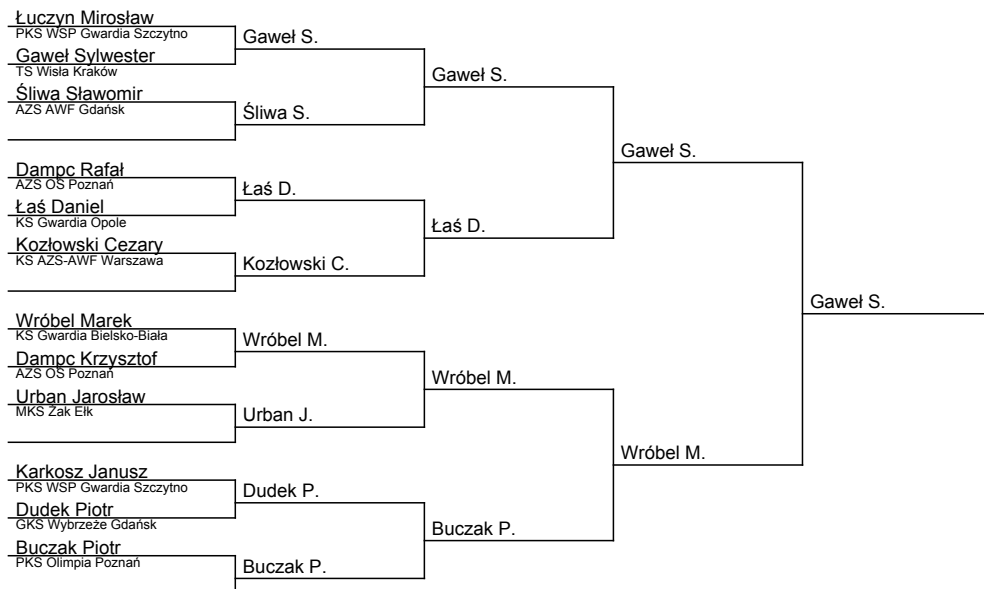 Łuczyn Mirosław
PKS WSP Gwardia Szczytno
Gaweł S.
Gaweł Sylwester
TS Wisła Kraków
Gaweł S.
Śliwa Sławomir
AZS AWF Gdańsk
Śliwa S.
Gaweł S.
Dampc Rafał
AZS OŚ Poznań
Łaś D.
Łaś Daniel
KS Gwardia Opole
Łaś D.
Kozłowski Cezary
KS AZS-AWF Warszawa
Kozłowski C.
Gaweł S.
Wróbel Marek
KS Gwardia Bielsko-Biała
Wróbel M.
Dampc Krzysztof
AZS OŚ Poznań
Wróbel M.
Urban Jarosław
MKS Żak Ełk
Urban J.
Wróbel M.
Karkosz Janusz
PKS WSP Gwardia Szczytno
Dudek P.
Dudek Piotr
GKS Wybrzeże Gdańsk
Buczak P.
Buczak Piotr
PKS Olimpia Poznań
Buczak P.